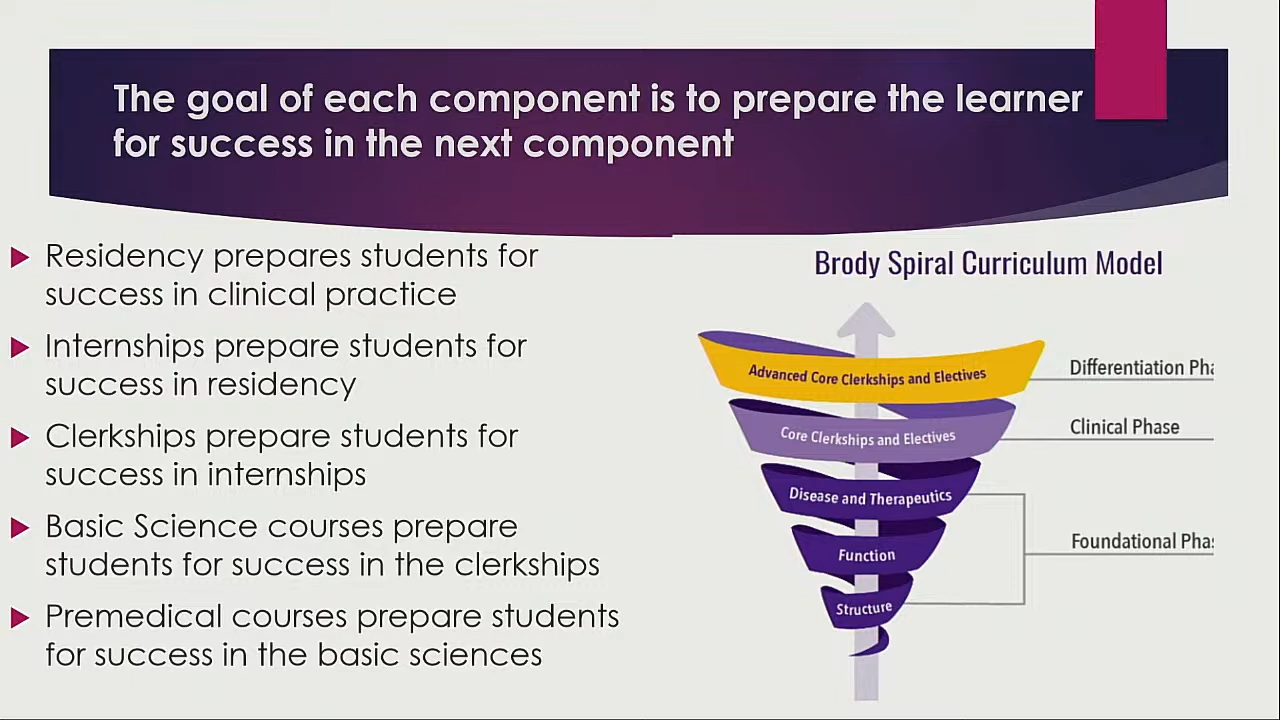 The goal of each component is to prepare the learner
for success in the next component
Residency prepares students for
success in clinical practice
Internships prepare students for
success in residency
Clerkships prepare students for
success in internships
Basic Science courses prepare
students for success in the clerkships
Premedical courses prepare students
for success in the basic sciences
Brody Spiral Curriculum Model
Advanced Core Clerkships and Electives
Differentiation Pha
Core Clerkships and Electives
Clinical Phase
Disease and Therapeutics
Function
Foundational Phas
Structure